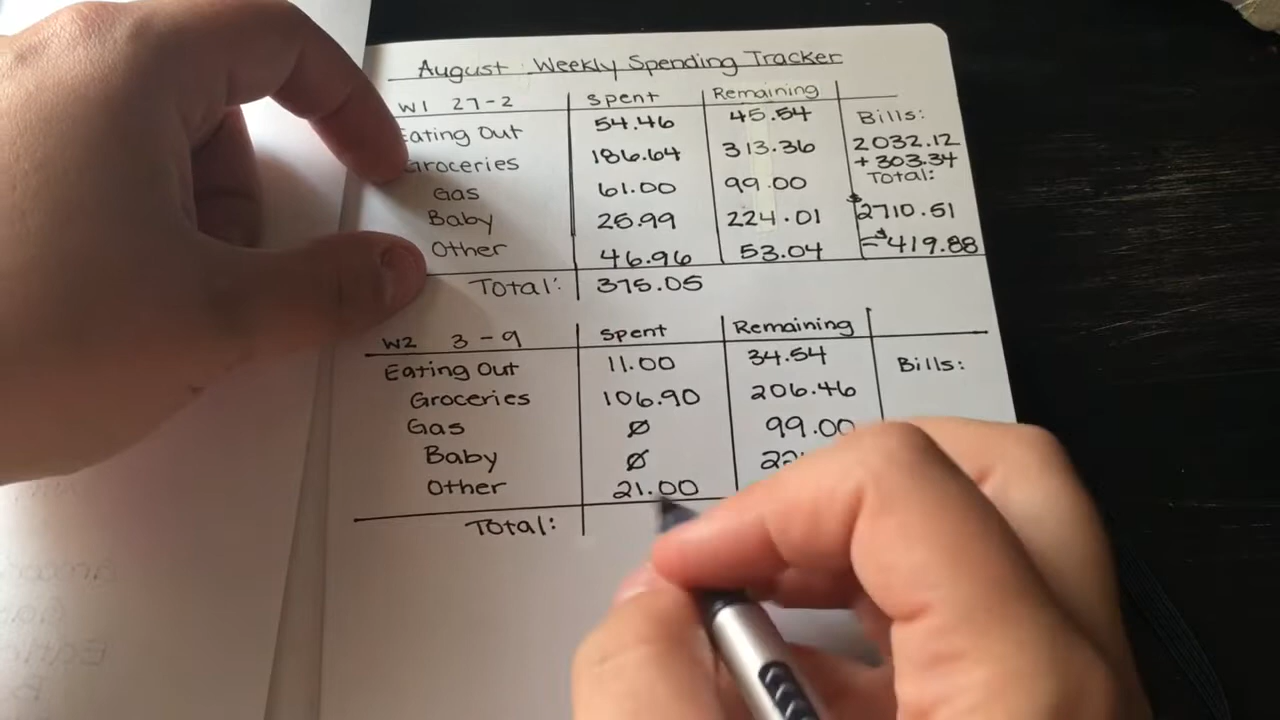 August Weekly Spending Tracker
W1 27-2 Spent Remaining
Eating Out 54.46 45.54 Bills:
Groceries 186.64 313.36 2032.12
+303.34
Gas 61.00 99.00 Total:
Baby 25.99 224.01 $2710.51
Other 46.96 53.04 =$419.88
Total: 375.05
W2 3-9 Spent Remaining
Eating Out 11.00 34.54 Bills:
Groceries 106.90 206.46
Gas Ø 99.00
Baby Ø
Other 21.00
Total: